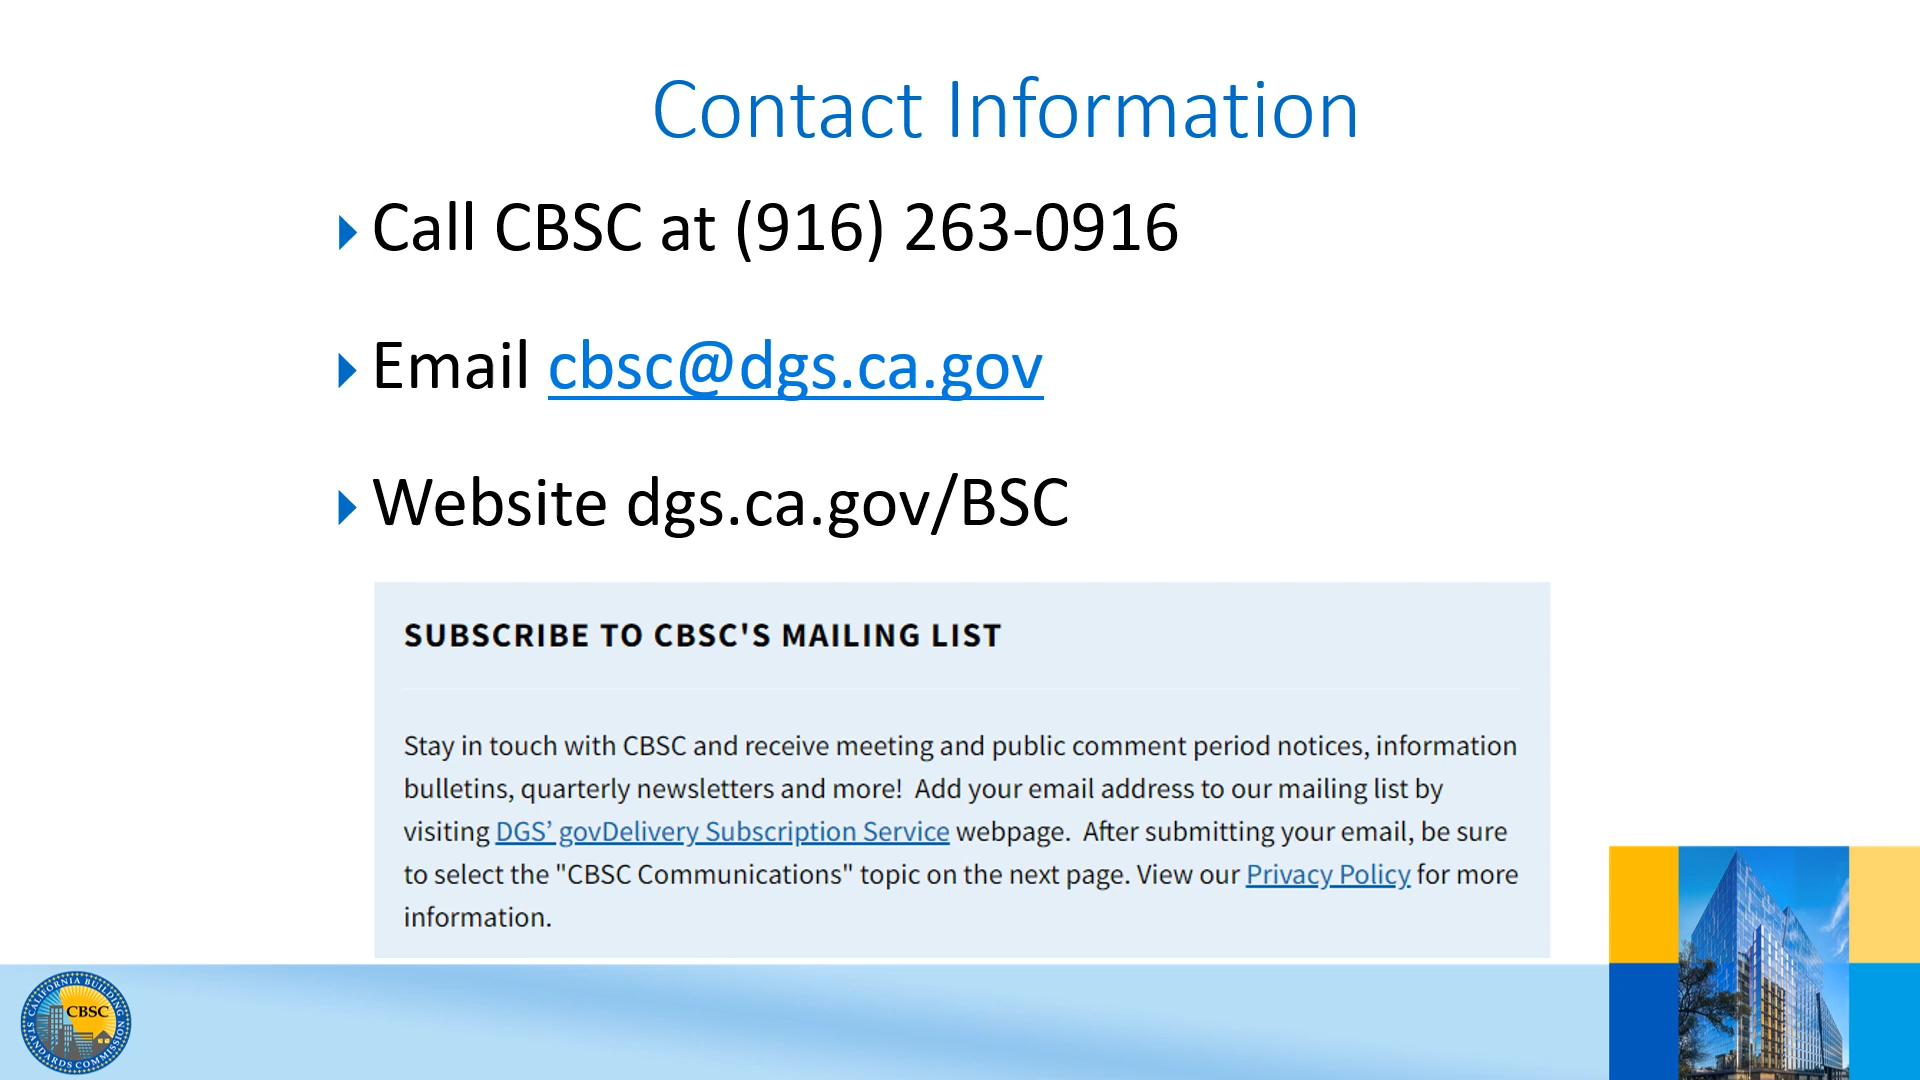 Contact Information
Call CBSC at (916) 263-0916
Email cbsc@dgs.ca.gov
Website dgs.ca.gov/BSC
SUBSCRIBE TO CBSC'S MAILING LIST
Stay in touch with CBSC and receive meeting and public comment period notices, information
bulletins, quarterly newsletters and more!  Add your email address to our mailing list by
visiting DGS’ govDelivery Subscription Service webpage.  After submitting your email, be sure
to select the "CBSC Communications" topic on the next page. View our Privacy Policy for more
information.
CALIFORNIA BUILDING
STANDARDS COMMISSION
CBSC